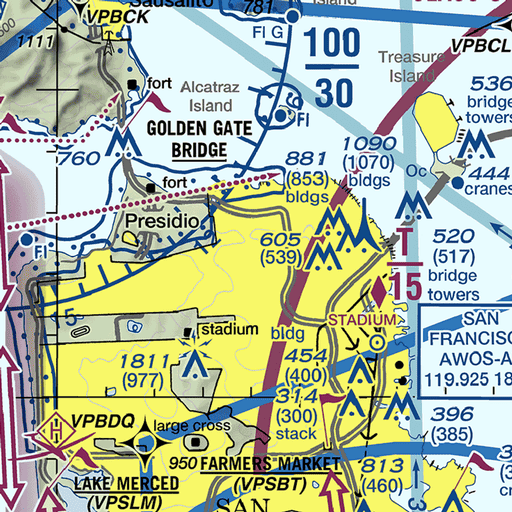 Sausalito
781
Island
VPBCK
1111
Fl G
100
30
Treasure
Island
VPBCL
536
bridge
towers
fort
Alcatraz
Island
Fl
GOLDEN GATE
BRIDGE
760
1090
(1070)
bldgs
881
(853)
bldgs
Oc
444
cranes
fort
Presidio
Fl
605
(539)
T
15
520
(517)
bridge
towers
5
stadium
bldg
STADIUM
SAN
FRANCISC
AWOS-A
119.925 18
1811
(977)
454
(400)
314
(300)
stack
396
(385)
VPBDQ
large cross
H
LAKE MERCED
(VPSLM)
950
FARMERS MARKET
(VPSBT)
813
(460)
3
SAN